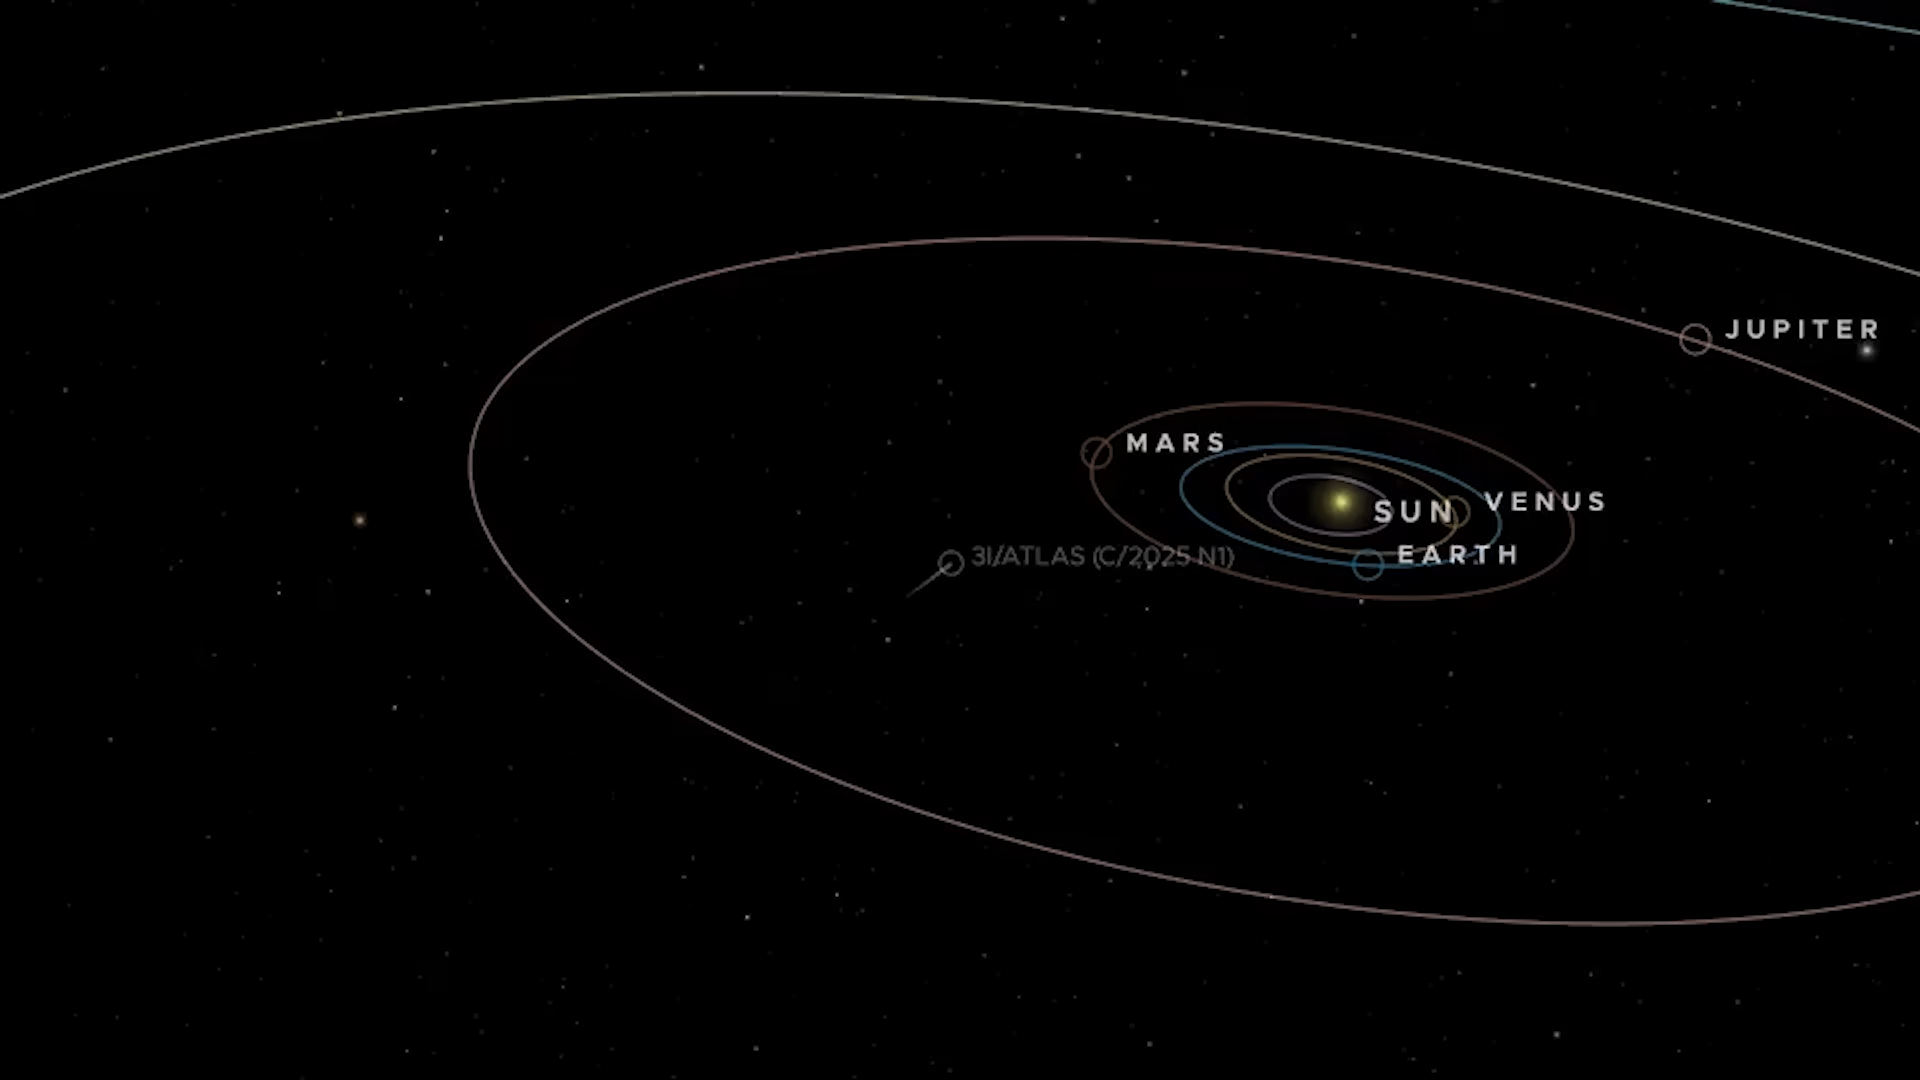 JUPITER
MARS
VENUS
SUN
EARTH
3I/ATLAS (C/2025 N1)